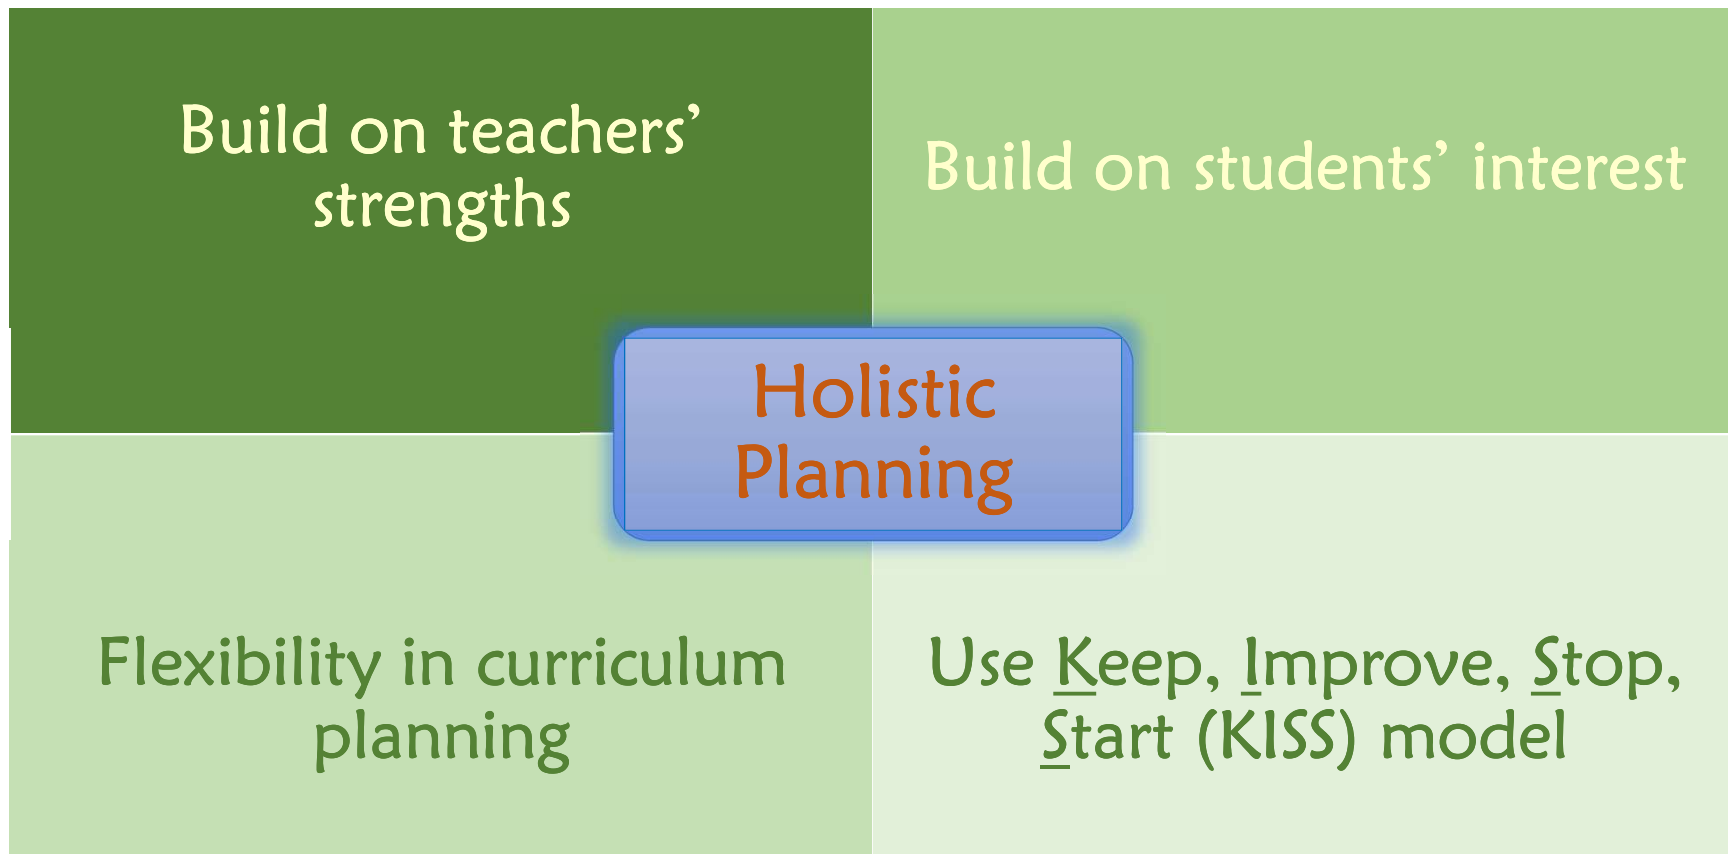 Build on teachers’
strengths
Build on students’ interest
Holistic
Planning
Flexibility in curriculum
planning
Use Keep, Improve, Stop,
Start (KISS) model